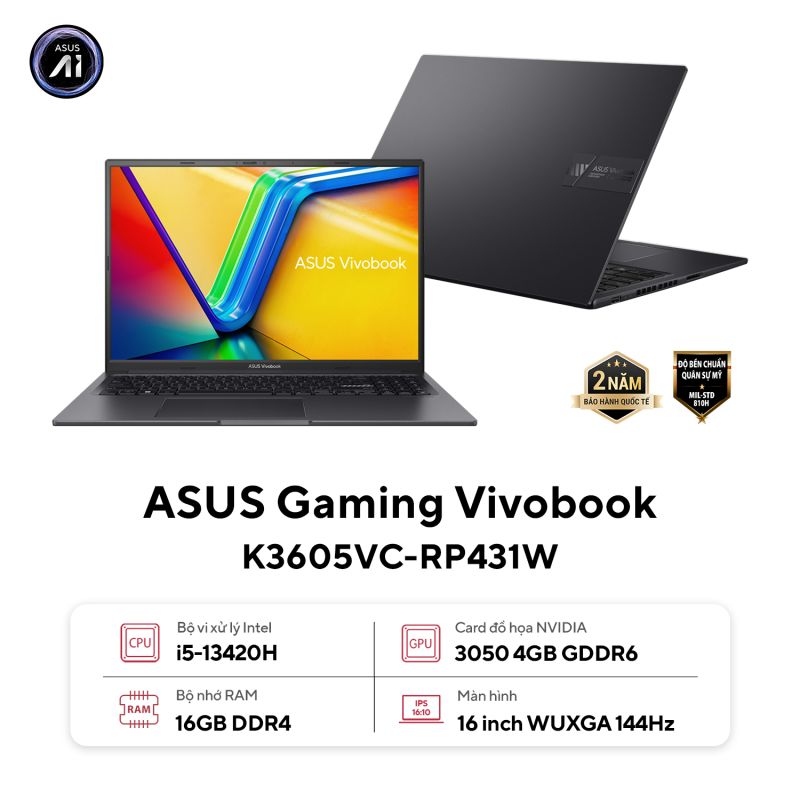 ASUS
Ai
ASUS Vivobook
ASUS Vivobook
ASUS Vivobook
2 NĂM
BẢO HÀNH QUỐC TẾ
ĐỘ BỀN CHUẨN
QUÂN SỰ MỸ
MIL-STD
810H
ASUS Gaming Vivobook
K3605VC-RP431W
CPU
Bộ vi xử lý Intel
i5-13420H
GPU
Card đồ họa NVIDIA
3050 4GB GDDR6
RAM
Bộ nhớ RAM
16GB DDR4
IPS
16:10
Màn hình
16 inch WUXGA 144Hz